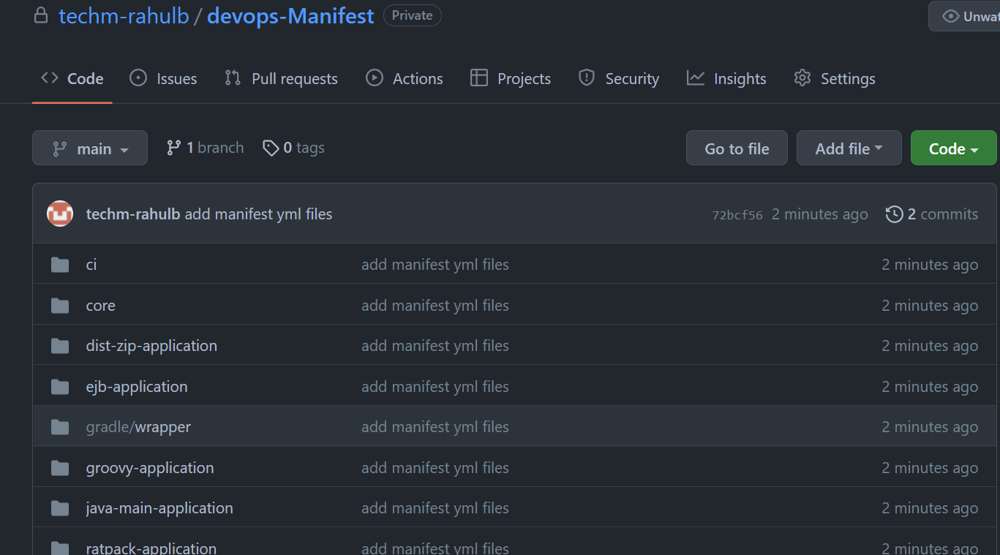 techm-rahulb / devops-Manifest Private
Code Issues Pull requests Actions Projects Security Insights Settings
main 1 branch 0 tags Go to file Add file Code
techm-rahulb add manifest yml files 72bcf56 2 minutes ago 2 commits
ci add manifest yml files 2 minutes ago
core add manifest yml files 2 minutes ago
dist-zip-application add manifest yml files 2 minutes ago
ejb-application add manifest yml files 2 minutes ago
gradle/wrapper add manifest yml files 2 minutes ago
groovy-application add manifest yml files 2 minutes ago
java-main-application add manifest yml files 2 minutes ago
ratpack-application add manifest yml files 2 minutes ago